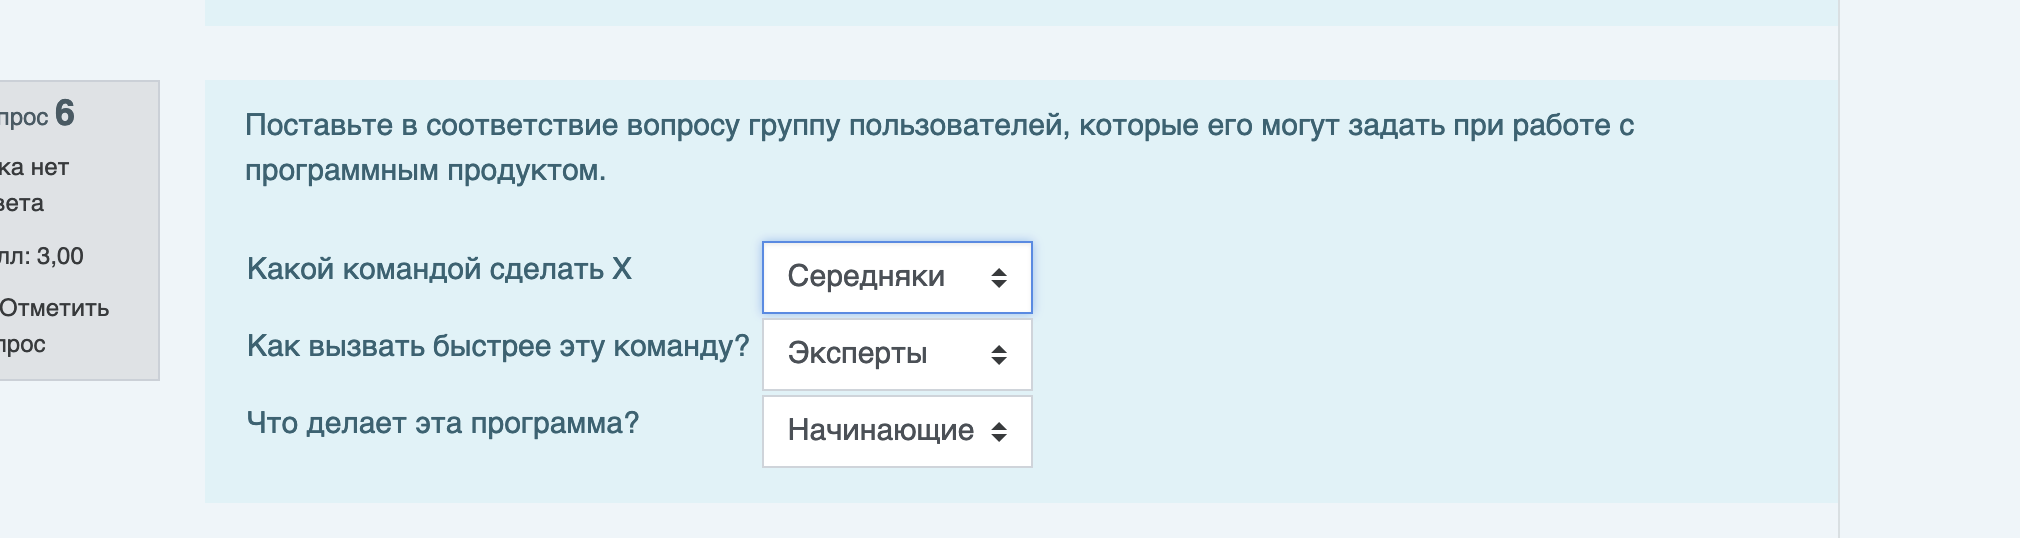 прос 6
ка нет
вета
лл: 3,00
Отметить
прос
Поставьте в соответствие вопросу группу пользователей, которые его могут задать при работе с
программным продуктом.
Какой командой сделать X
Середняки
Как вызвать быстрее эту команду?
Эксперты
Что делает эта программа?
Начинающие